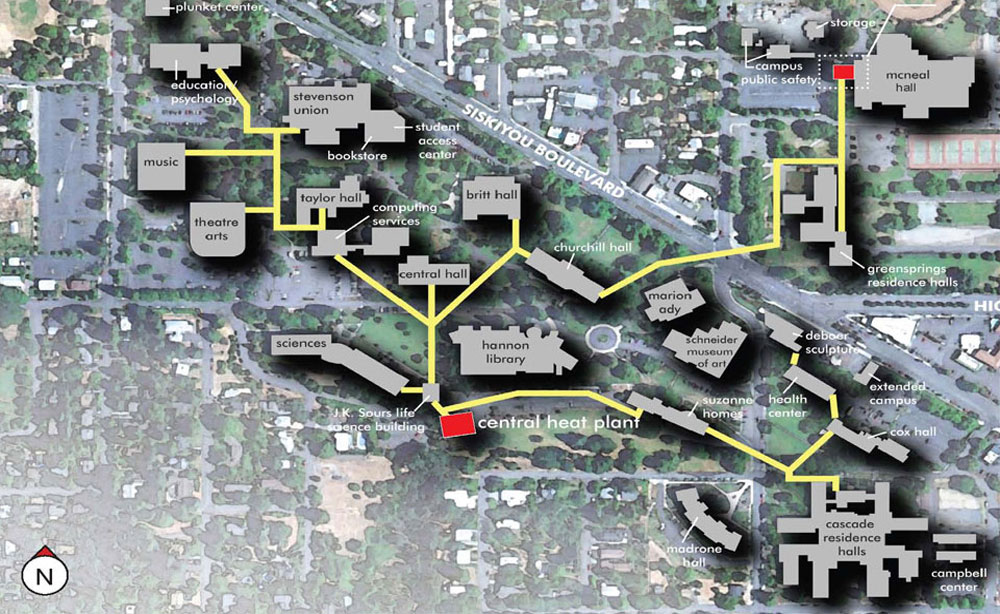 plunket center
storage
campus
public safety
mcneal
hall
education/
psychology
stevenson
union
student
access
center
bookstore
SISKIYOU BOULEVARD
music
taylor hall
britt hall
theatre
arts
computing
services
churchill hall
central hall
greensprings
residence halls
marion
ady
HIG
sciences
hannon
library
schneider
museum
of art
deboer
sculpture
J.K. Sours life
science building
central heat plant
suzanne
homes
health
center
extended
campus
cox hall
cascade
residence
halls
madrone
hall
campbell
center
N